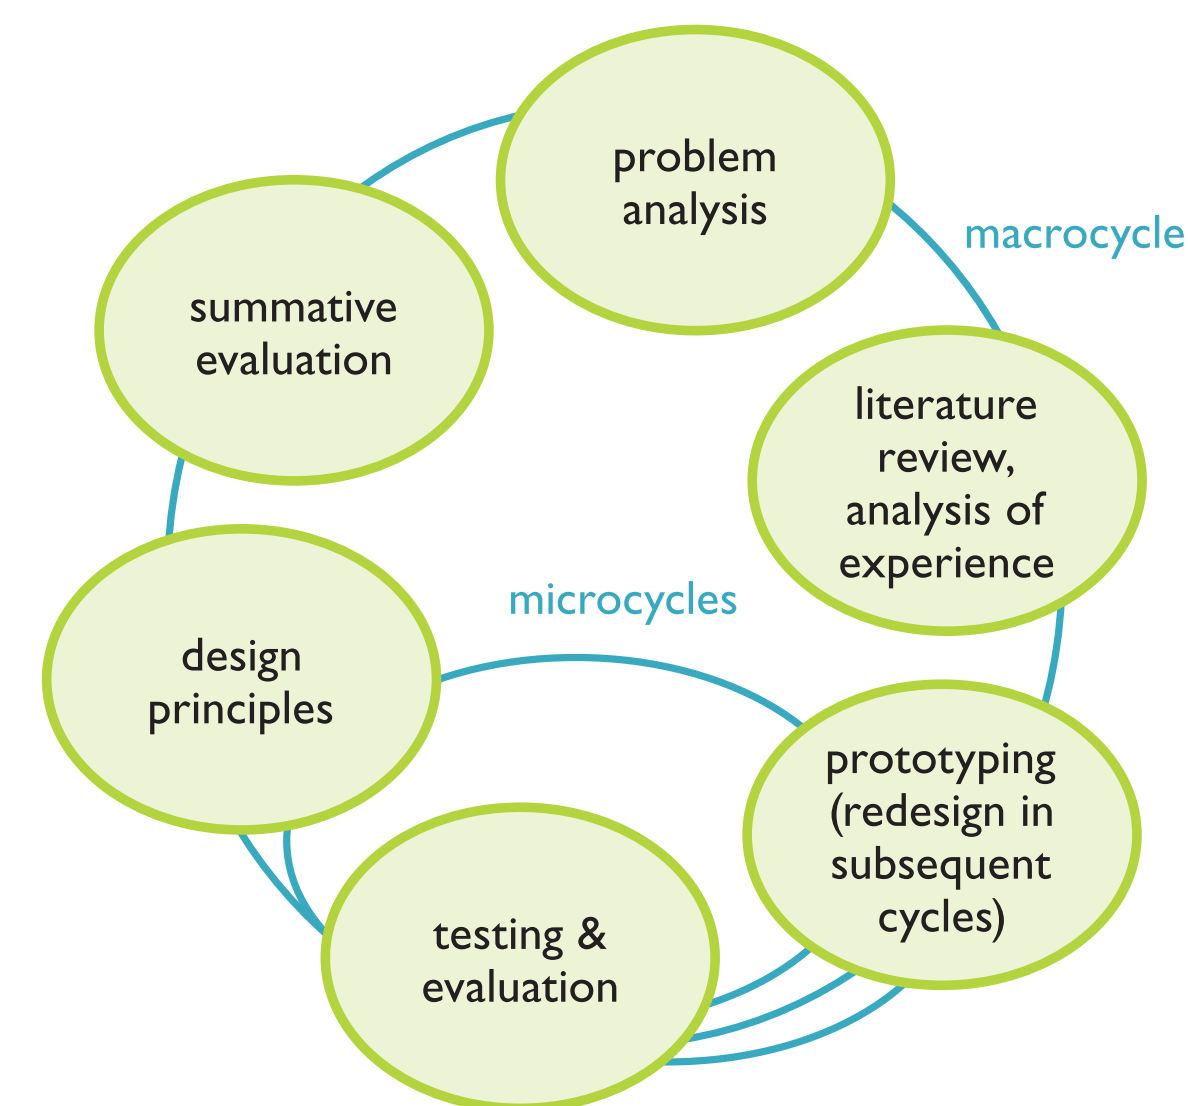 problem
analysis
macrocycle
summative
evaluation
literature
review,
analysis of
experience
microcycles
design
principles
prototyping
(redesign in
subsequent
cycles)
testing &
evaluation